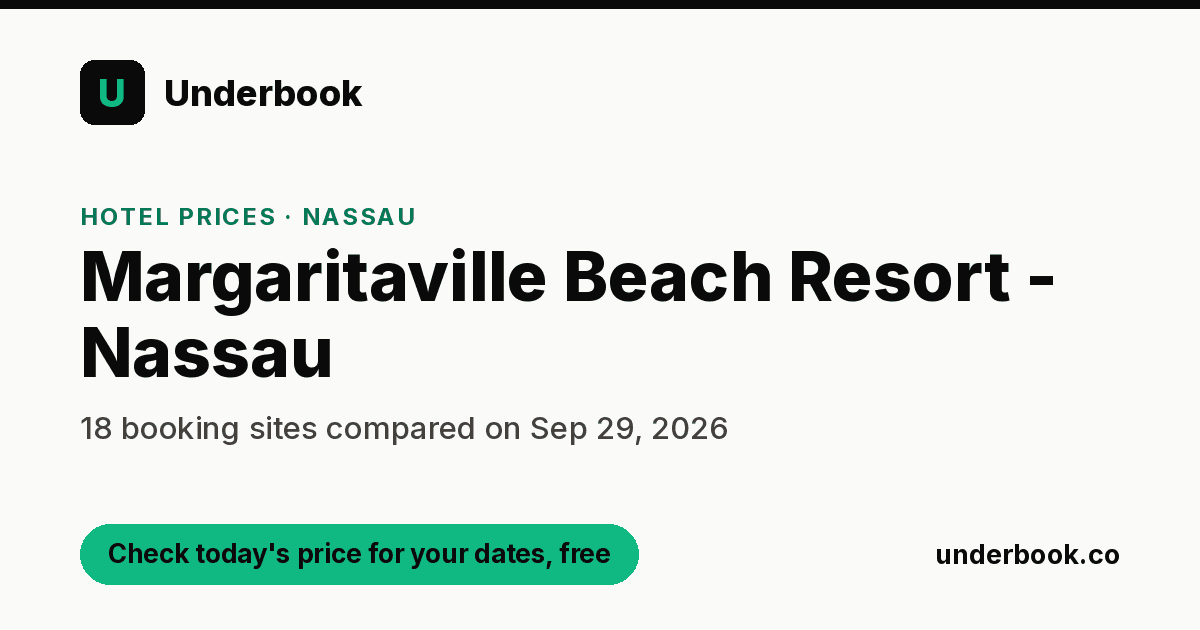 U Underbook
HOTEL PRICES · NASSAU
Margaritaville Beach Resort -
Nassau
18 booking sites compared on Sep 29, 2026
Check today's price for your dates, free
underbook.co